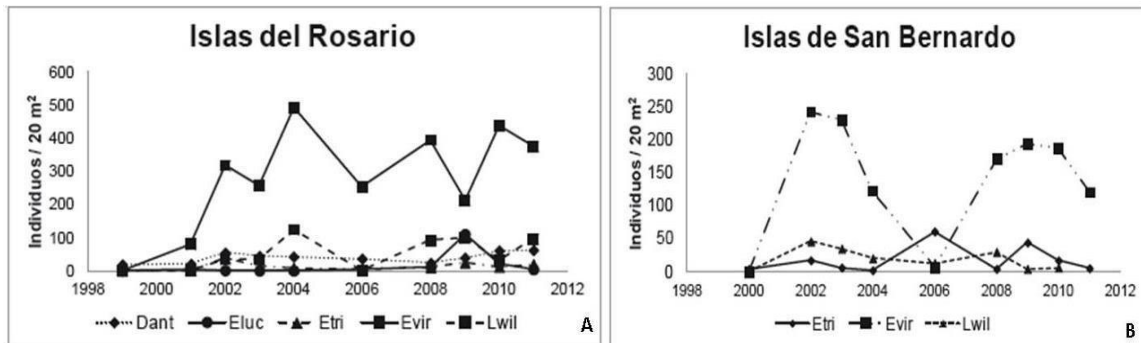 Islas del Rosario
Individuos / 20 m²
600
500
400
300
200
100
0
1998 2000 2002 2004 2006 2008 2010 2012
Dant Eluc Etri Evir Lwil
A
Islas de San Bernardo
Individuos / 20 m²
300
250
200
150
100
50
0
1998 2000 2002 2004 2006 2008 2010 2012
Etri Evir Lwil
B